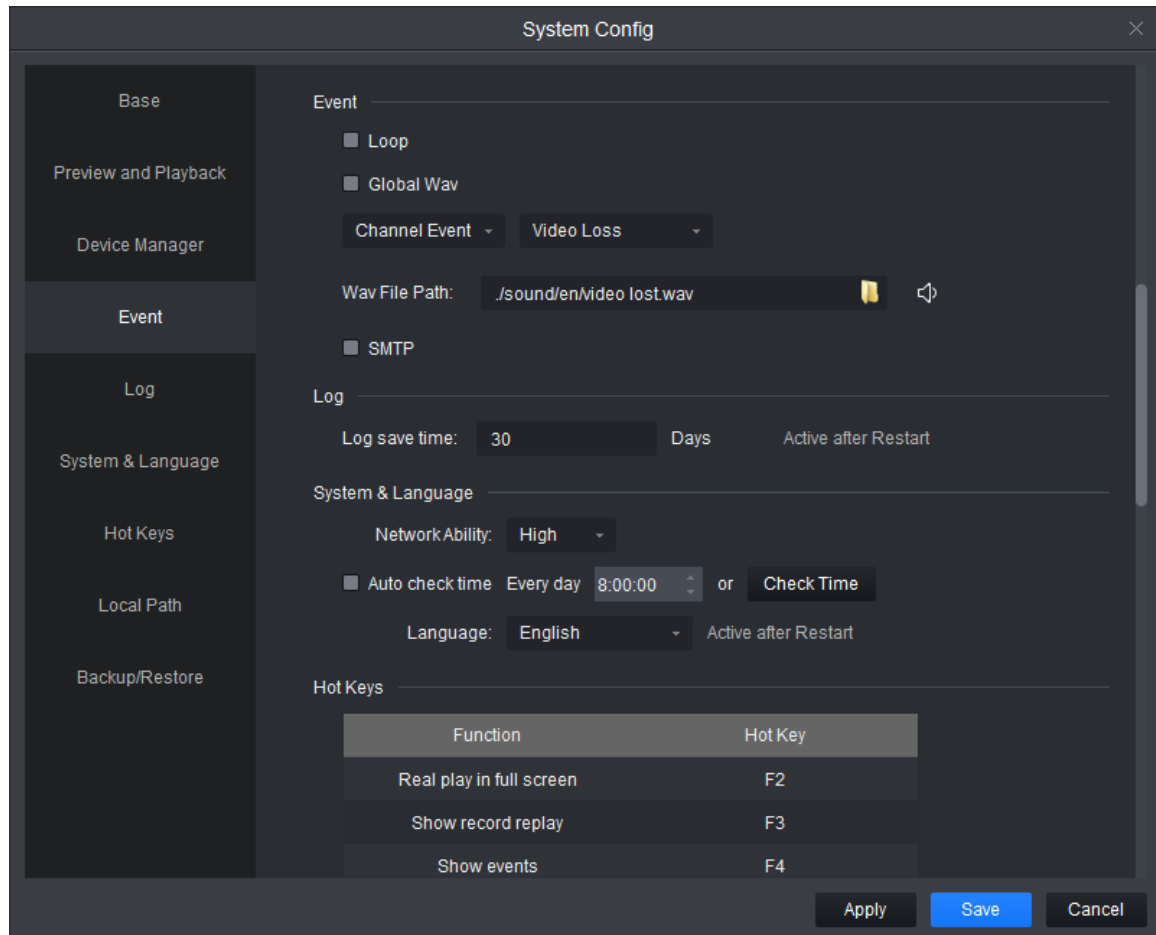 System Config
Base
Preview and Playback
Device Manager
Event
Log
System & Language
Hot Keys
Local Path
Backup/Restore
Event
Loop
Global Wav
Channel Event Video Loss
Wav File Path: ./sound/en/video lost.wav
SMTP
Log
Log save time: 30 Days Active after Restart
System & Language
Network Ability: High
Auto check time Every day 8:00:00 or Check Time
Language: English Active after Restart
Hot Keys
Function Hot Key
Real play in full screen F2
Show record replay F3
Show events F4
Apply Save Cancel